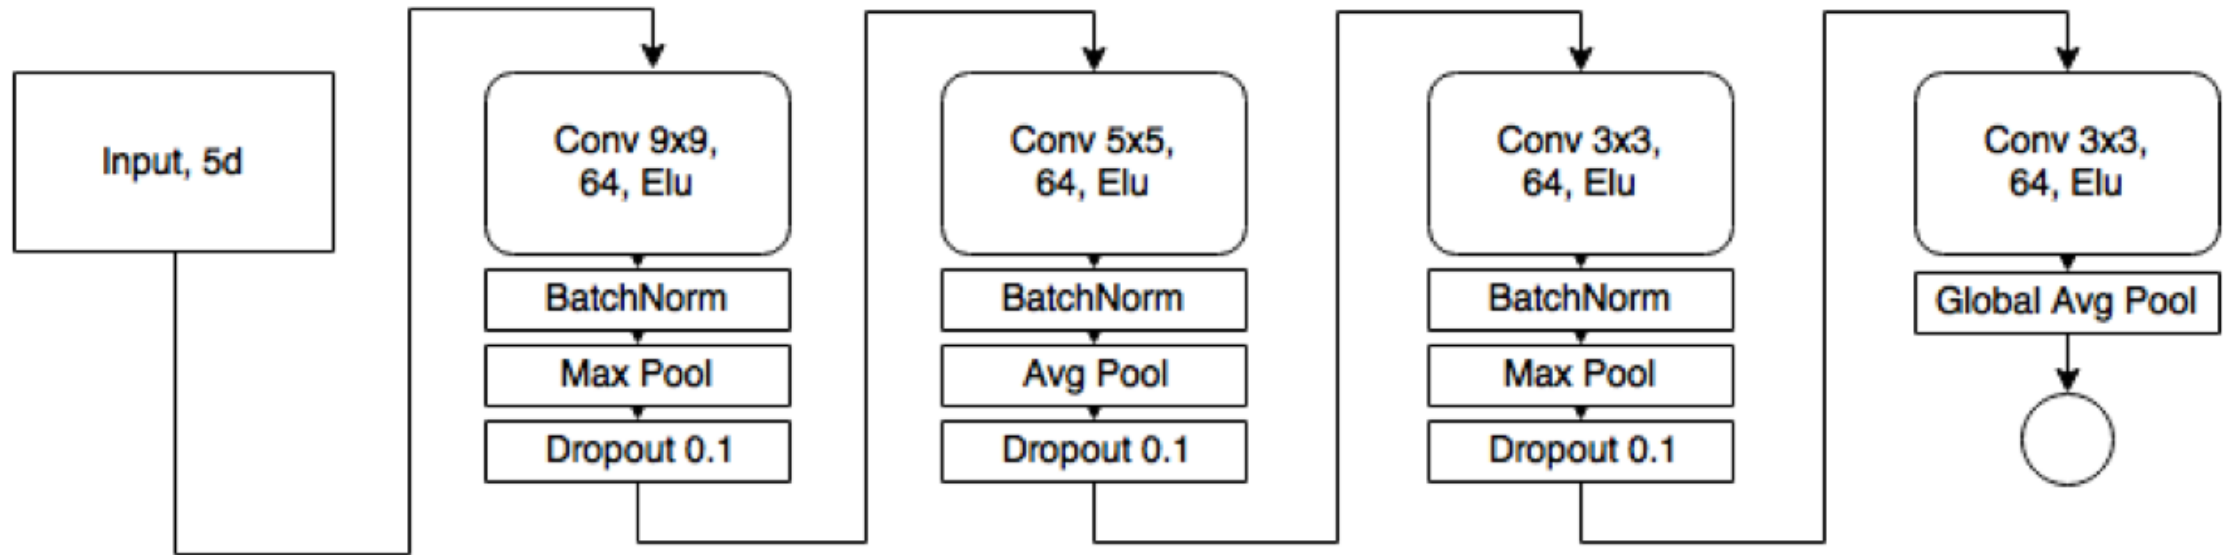 Input, 5d
Conv 9x9,
64, Elu
BatchNorm
Max Pool
Dropout 0.1
Conv 5x5,
64, Elu
BatchNorm
Avg Pool
Dropout 0.1
Conv 3x3,
64, Elu
BatchNorm
Max Pool
Dropout 0.1
Conv 3x3,
64, Elu
Global Avg Pool